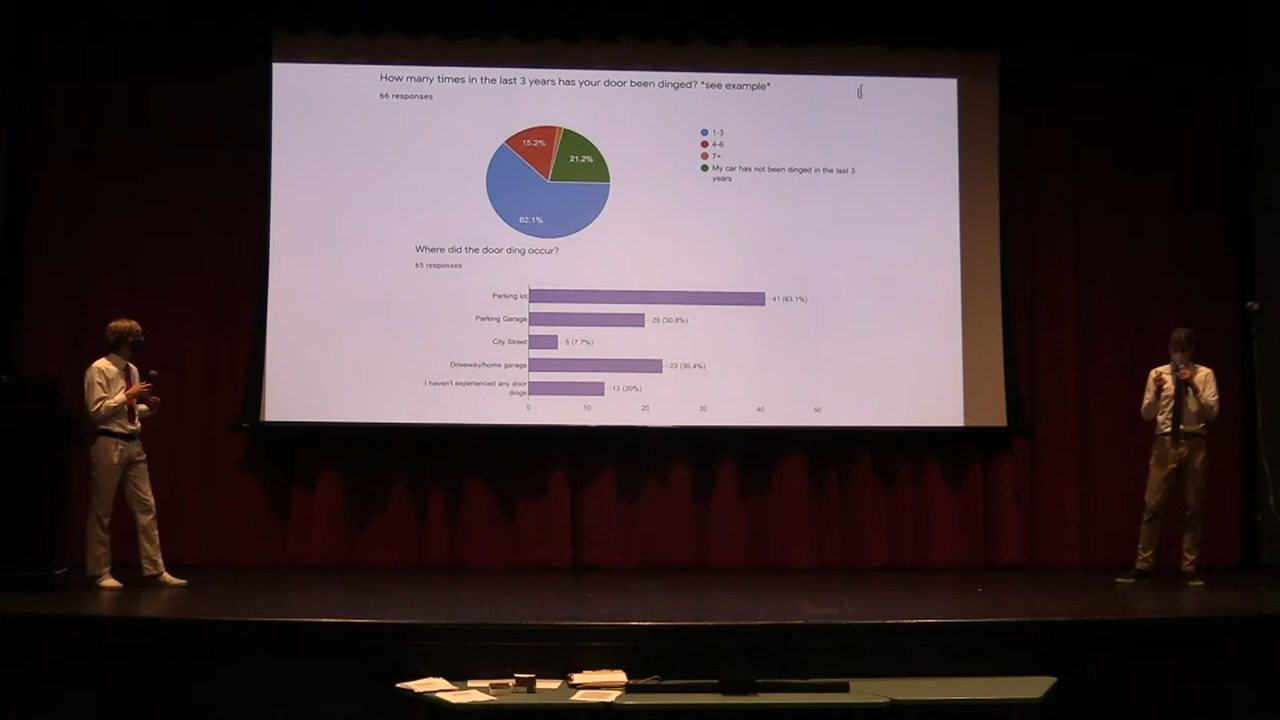 How many times in the last 3 years has your door been dinged? *see example*
66 responses
15.2%
21.2%
62.1%
1-3
4-6
7+
My car has not been dinged in the last 3
years
Where did the door ding occur?
65 responses
Parking lot
41 (63.1%)
Parking Garage
20 (30.8%)
City Street
5 (7.7%)
Driveway/home garage
23 (35.4%)
I haven't experienced any door
dings
13 (20%)
0 10 20 30 40 50